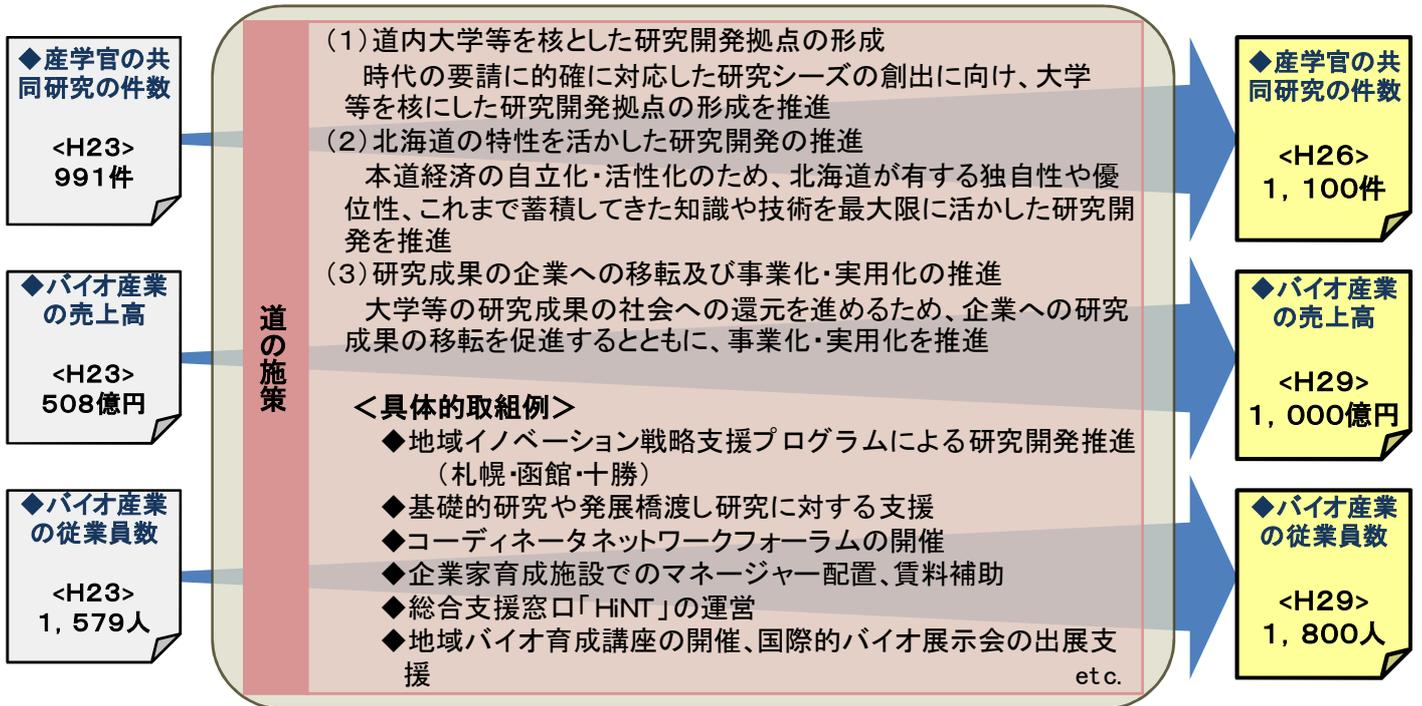 ◆産学官の共
同研究の件数
<H23>
991件
◆バイオ産業
の売上高
<H23>
508億円
◆バイオ産業
の従業員数
<H23>
1，579人
道の施策
（１）道内大学等を核とした研究開発拠点の形成
時代の要請に的確に対応した研究シーズの創出に向け、大学
等を核にした研究開発拠点の形成を推進
（２）北海道の特性を活かした研究開発の推進
本道経済の自立化・活性化のため、北海道が有する独自性や優
位性、これまで蓄積してきた知識や技術を最大限に活かした研究開
発を推進
（３）研究成果の企業への移転及び事業化・実用化の推進
大学等の研究成果の社会への還元を進めるため、企業への研究
成果の移転を促進するとともに、事業化・実用化を推進
＜具体的取組例＞
◆地域イノベーション戦略支援プログラムによる研究開発推進
（札幌・函館・十勝）
◆基礎的研究や発展橋渡し研究に対する支援
◆コーディネータネットワークフォーラムの開催
◆企業家育成施設でのマネージャー配置、賃料補助
◆総合支援窓口「HiNT」の運営
◆地域バイオ育成講座の開催、国際的バイオ展示会の出展支
援
etc.
◆産学官の共
同研究の件数
<H26>
1，100件
◆バイオ産業
の売上高
<H29>
1，000億円
◆バイオ産業
の従業員数
<H29>
1，800人